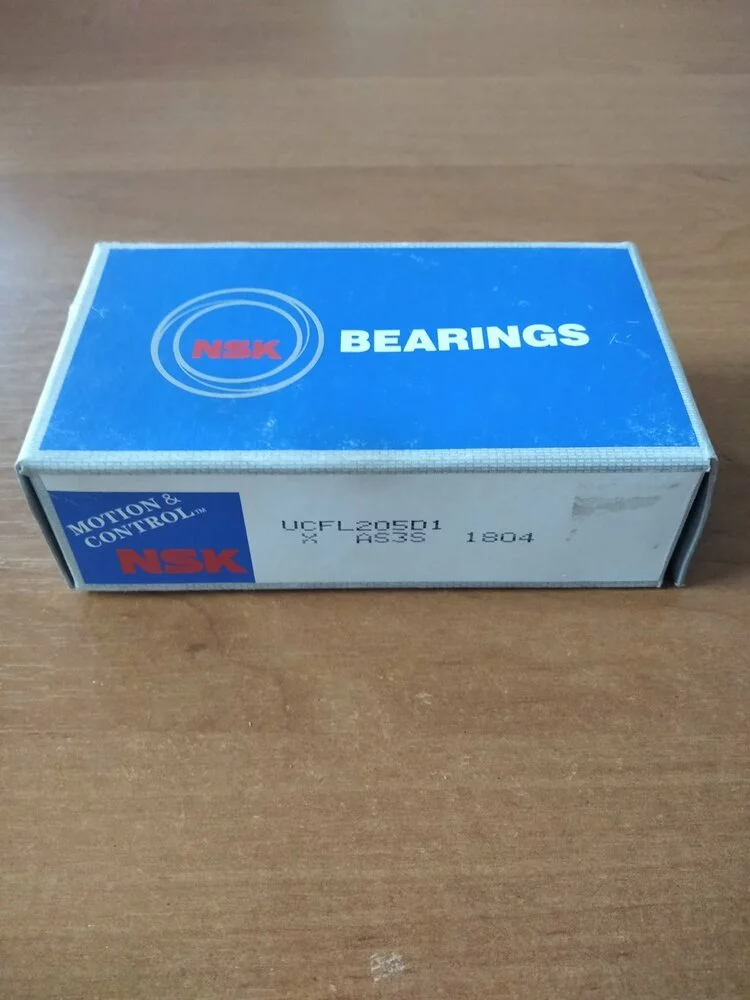 NSK
BEARINGS
MOTION &
CONTROL™
NSK
UCFL205D1
X AS3S 1804